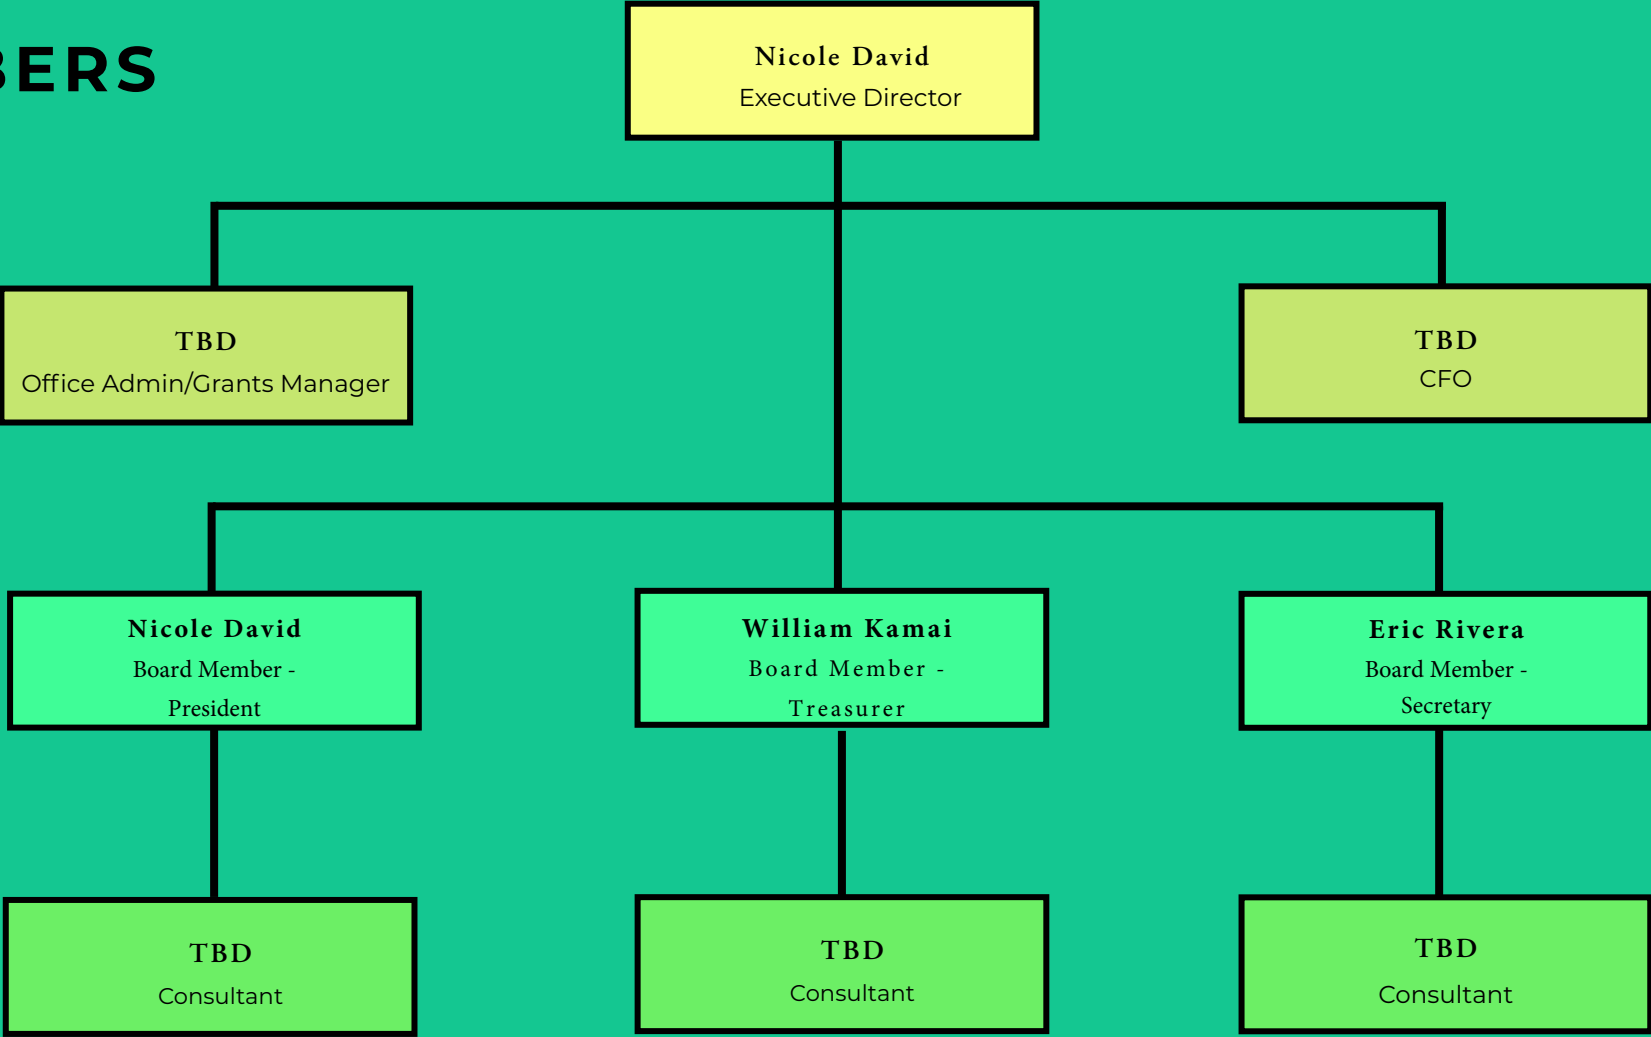 BERS
Nicole David
Executive Director
TBD
Office Admin/Grants Manager
TBD
CFO
Nicole David
Board Member -
President
William Kamai
Board Member -
Treasurer
Eric Rivera
Board Member -
Secretary
TBD
Consultant
TBD
Consultant
TBD
Consultant